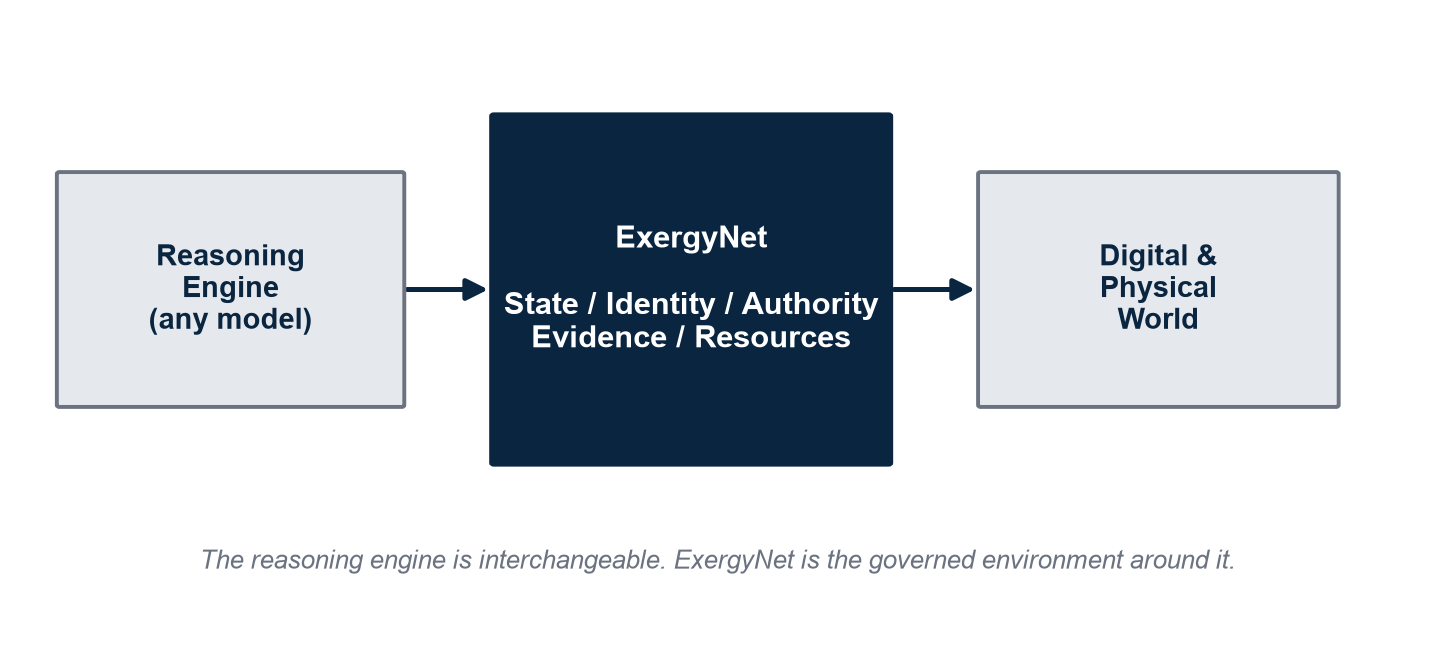 Reasoning
Engine
(any model)
ExergyNet
State / Identity / Authority
Evidence / Resources
Digital &
Physical
World
The reasoning engine is interchangeable. ExergyNet is the governed environment around it.